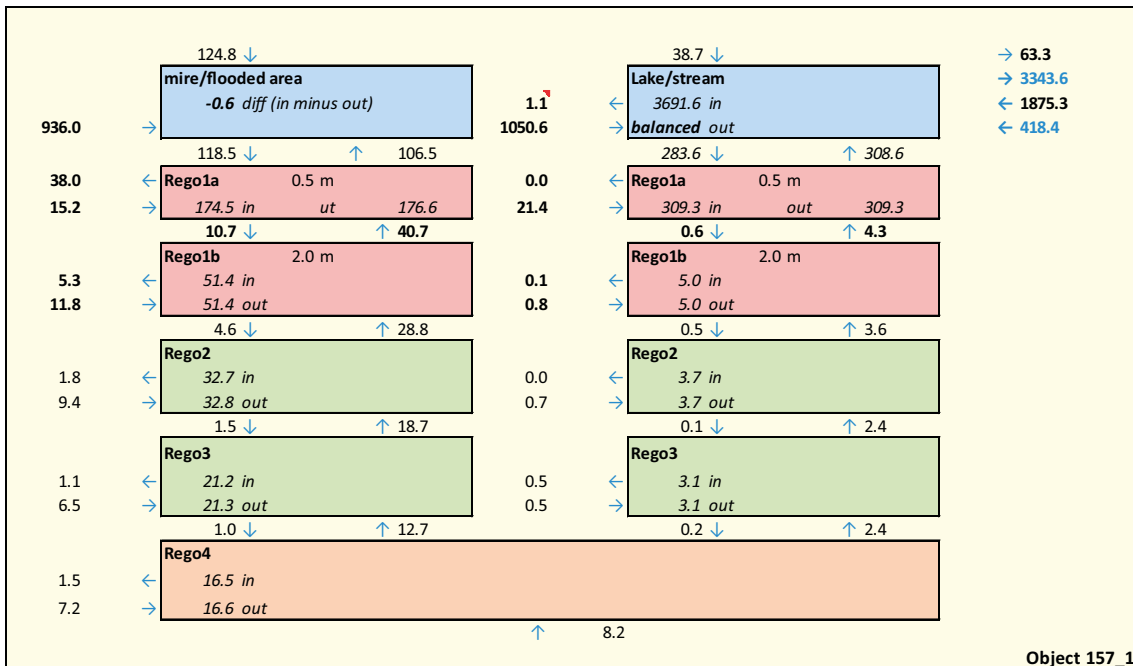 124.8 ↓ 38.7 ↓ → 63.3
mire/flooded area Lake/stream → 3343.6
-0.6 diff (in minus out) 1.1 ← 3691.6 in ← 1875.3
936.0 → 1050.6 → balanced out ← 418.4
118.5 ↓ ↑ 106.5 283.6 ↓ ↑ 308.6
38.0 ← Rego1a 0.5 m 0.0 ← Rego1a 0.5 m
15.2 → 174.5 in ut 176.6 21.4 → 309.3 in out 309.3
10.7 ↓ ↑ 40.7 0.6 ↓ ↑ 4.3
Rego1b 2.0 m Rego1b 2.0 m
5.3 ← 51.4 in 0.1 ← 5.0 in
11.8 → 51.4 out 0.8 → 5.0 out
4.6 ↓ ↑ 28.8 0.5 ↓ ↑ 3.6
Rego2 Rego2
1.8 ← 32.7 in 0.0 ← 3.7 in
9.4 → 32.8 out 0.7 → 3.7 out
1.5 ↓ ↑ 18.7 0.1 ↓ ↑ 2.4
Rego3 Rego3
1.1 ← 21.2 in 0.5 ← 3.1 in
6.5 → 21.3 out 0.5 → 3.1 out
1.0 ↓ ↑ 12.7 0.2 ↓ ↑ 2.4
Rego4
1.5 ← 16.5 in
7.2 → 16.6 out
↑ 8.2
Object 157_1